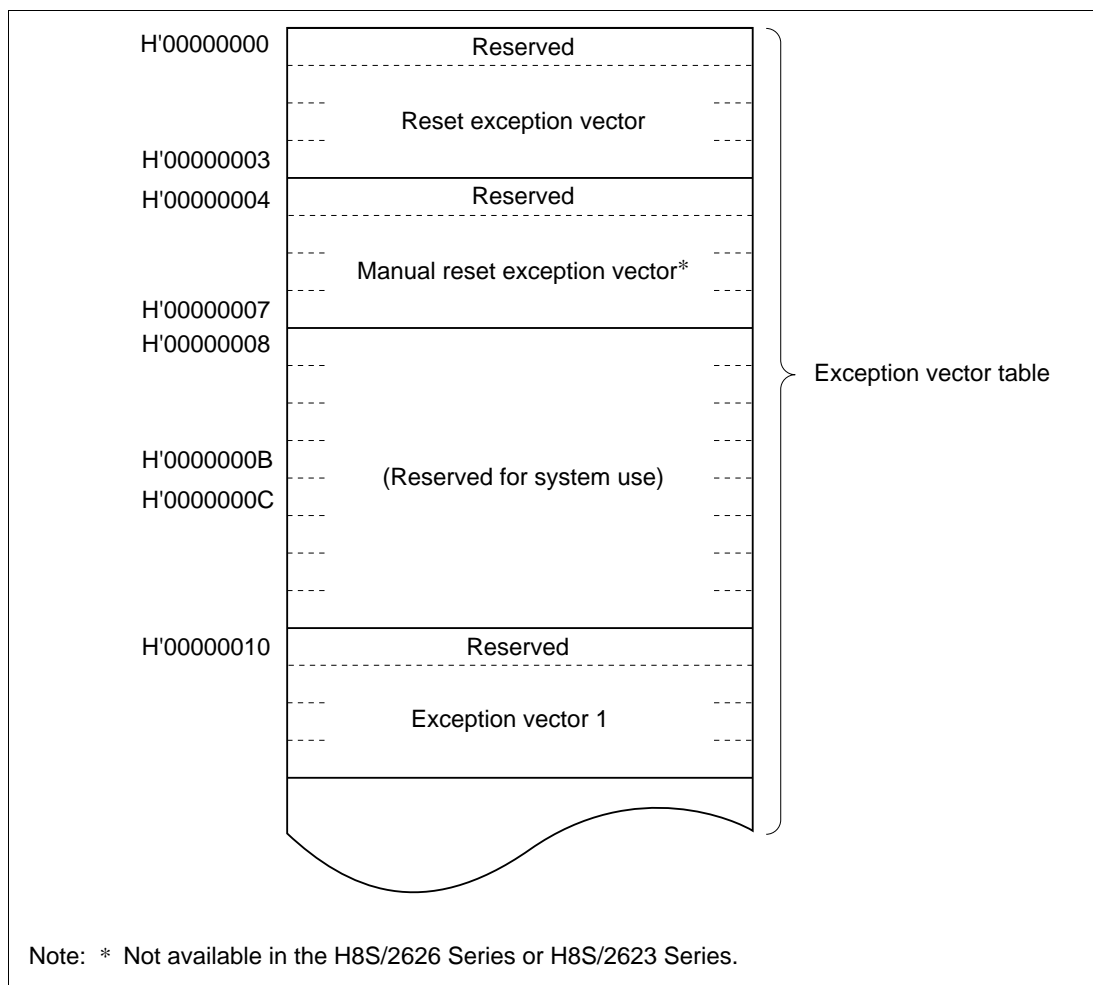 H'00000000
Reserved
Reset exception vector
H'00000003
H'00000004
Reserved
Manual reset exception vector*
H'00000007
H'00000008
Exception vector table
H'0000000B
(Reserved for system use)
H'0000000C
H'00000010
Reserved
Exception vector 1
Note: * Not available in the H8S/2626 Series or H8S/2623 Series.